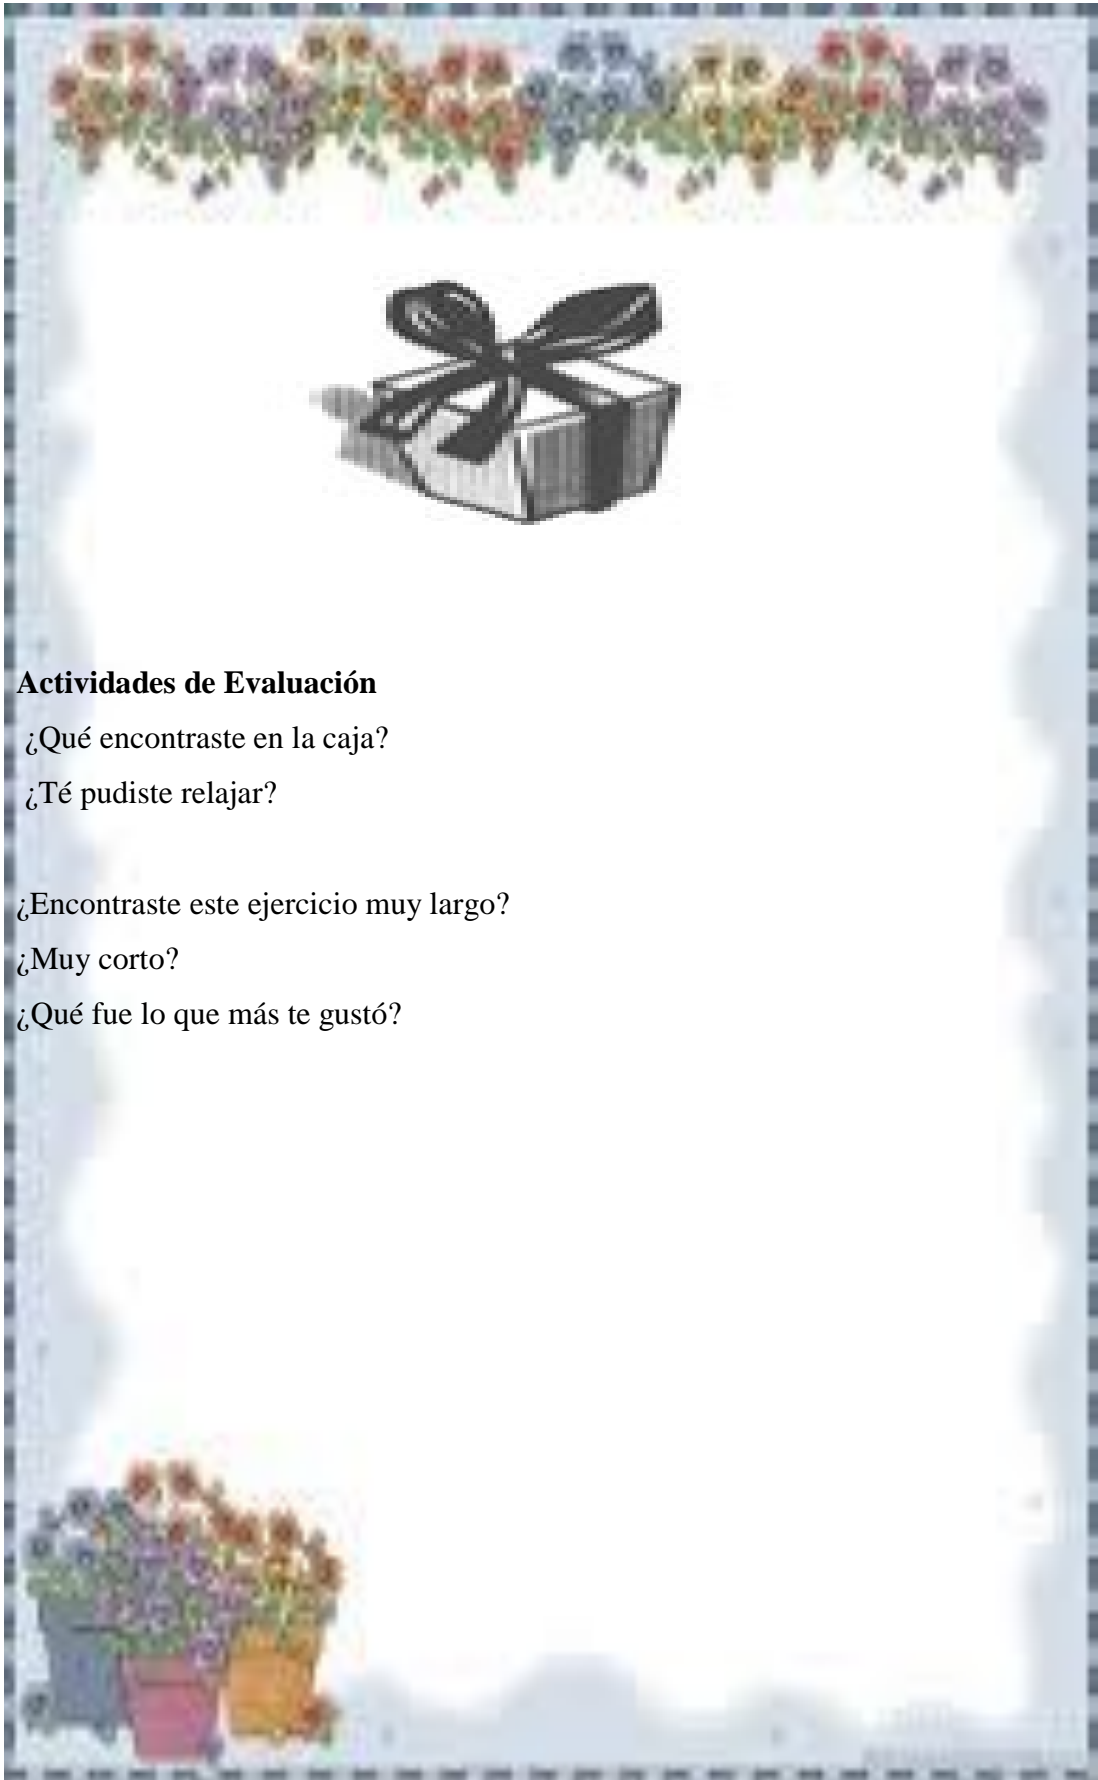 Actividades de Evaluación
¿Qué encontraste en la caja?
¿Té pudiste relajar?
¿Encontraste este ejercicio muy largo?
¿Muy corto?
¿Qué fue lo que más te gustó?